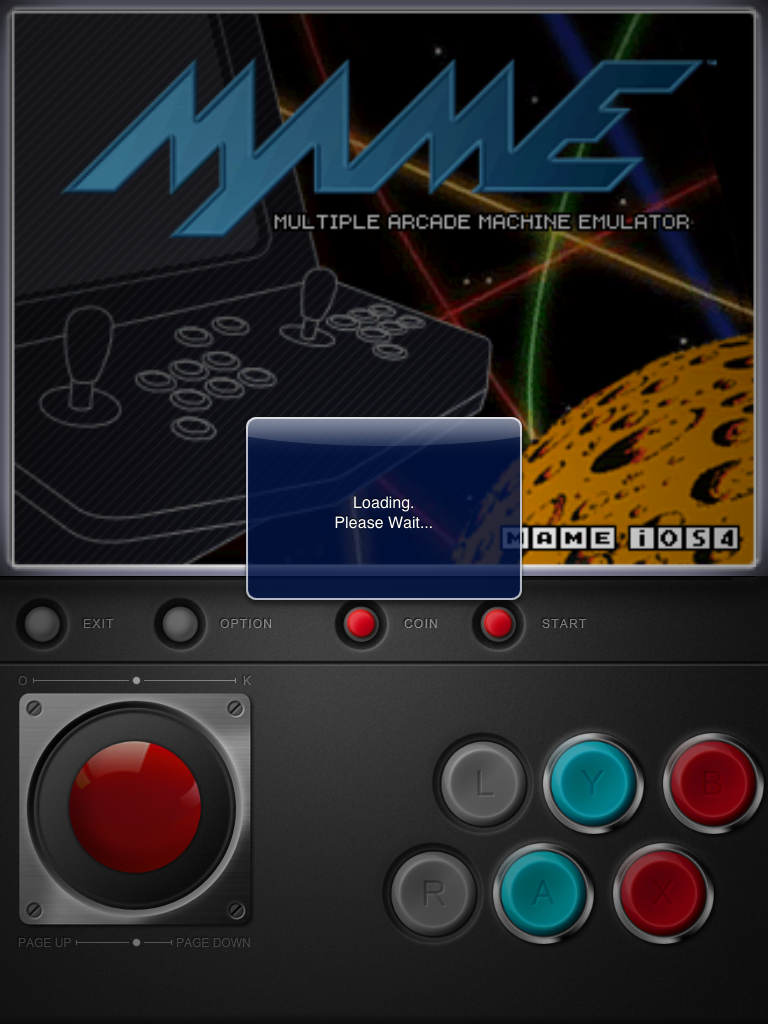 MAME
MULTIPLE ARCADE MACHINE EMULATOR
Loading.
Please Wait...
MAME iOS4
EXIT
OPTION
COIN
START
O
K
L
Y
B
R
A
X
PAGE UP
PAGE DOWN